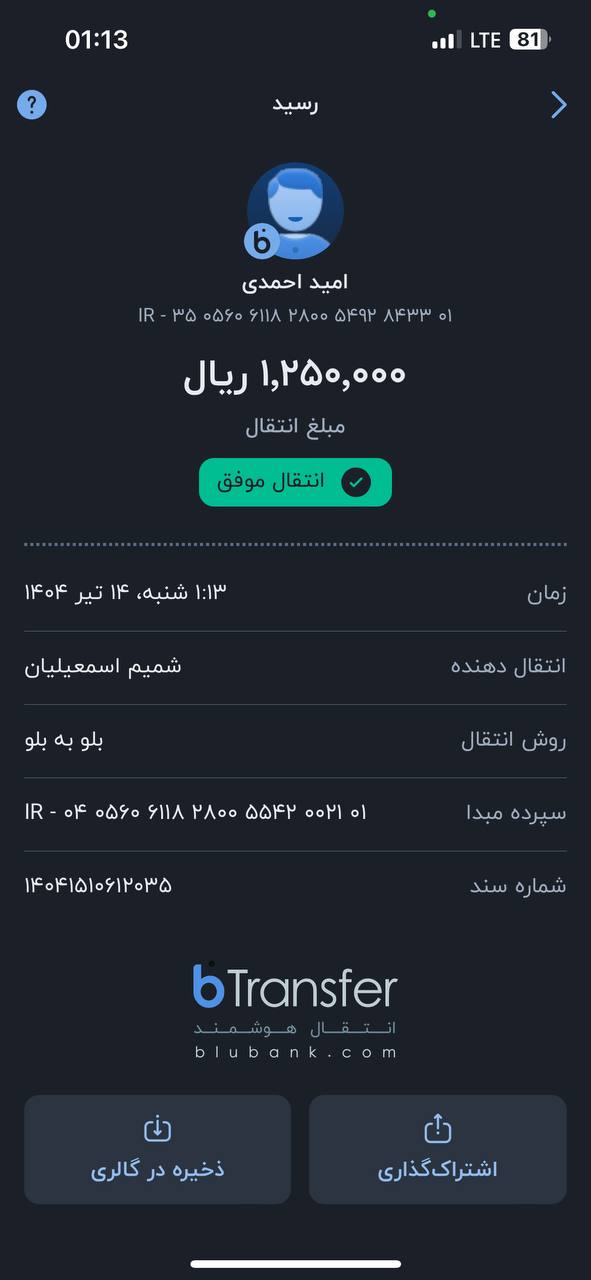 01:13
LTE 81
?
رسید
b
امید احمدی
IR - ۳۵ ۰۵۶۰ ۶۱۱۸ ۲۸۰۰ ۵۴۹۲ ۸۴۳۳ ۰۱
۱,۲۵۰,۰۰۰ ریال
مبلغ انتقال
انتقال موفق
زمان ۱:۱۳ شنبه، ۱۴ تیر ۱۴۰۴
انتقال دهنده شمیم اسمعیلیان
روش انتقال بلو به بلو
سپرده مبدا IR - ۰۴ ۰۵۶۰ ۶۱۱۸ ۲۸۰۰ ۵۵۴۲ ۰۰۲۱ ۰۱
شماره سند ۱۴۰۴۱۵۱۰۶۱۲۰۳۵
bTransfer
انـتـقـال هـوشـمـنـد
blubank.com
اشتراک‌گذاری
ذخیره در گالری